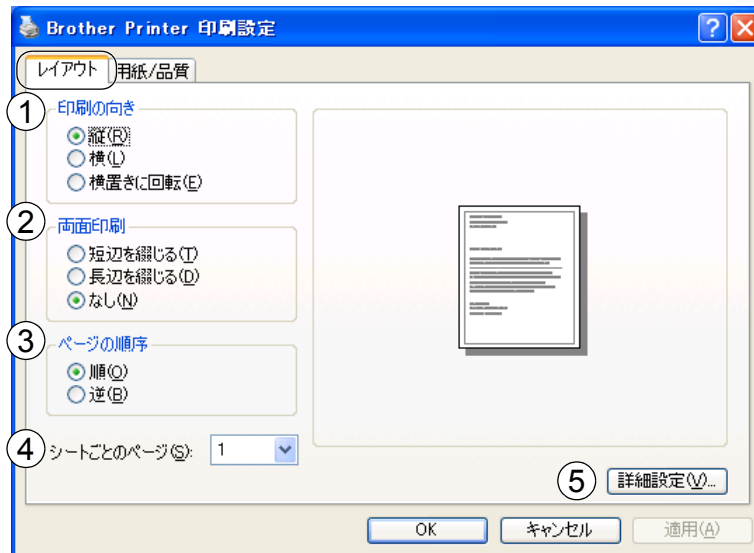 Brother Printer 印刷設定
レイアウト 用紙/品質
① 印刷の向き
縦(R)
横(L)
横置きに回転(E)
② 両面印刷
短辺を綴じる(T)
長辺を綴じる(D)
なし(N)
③ ページの順序
順(O)
逆(B)
④ シートごとのページ(S): 1
⑤ 詳細設定(V)...
OK キャンセル 適用(A)